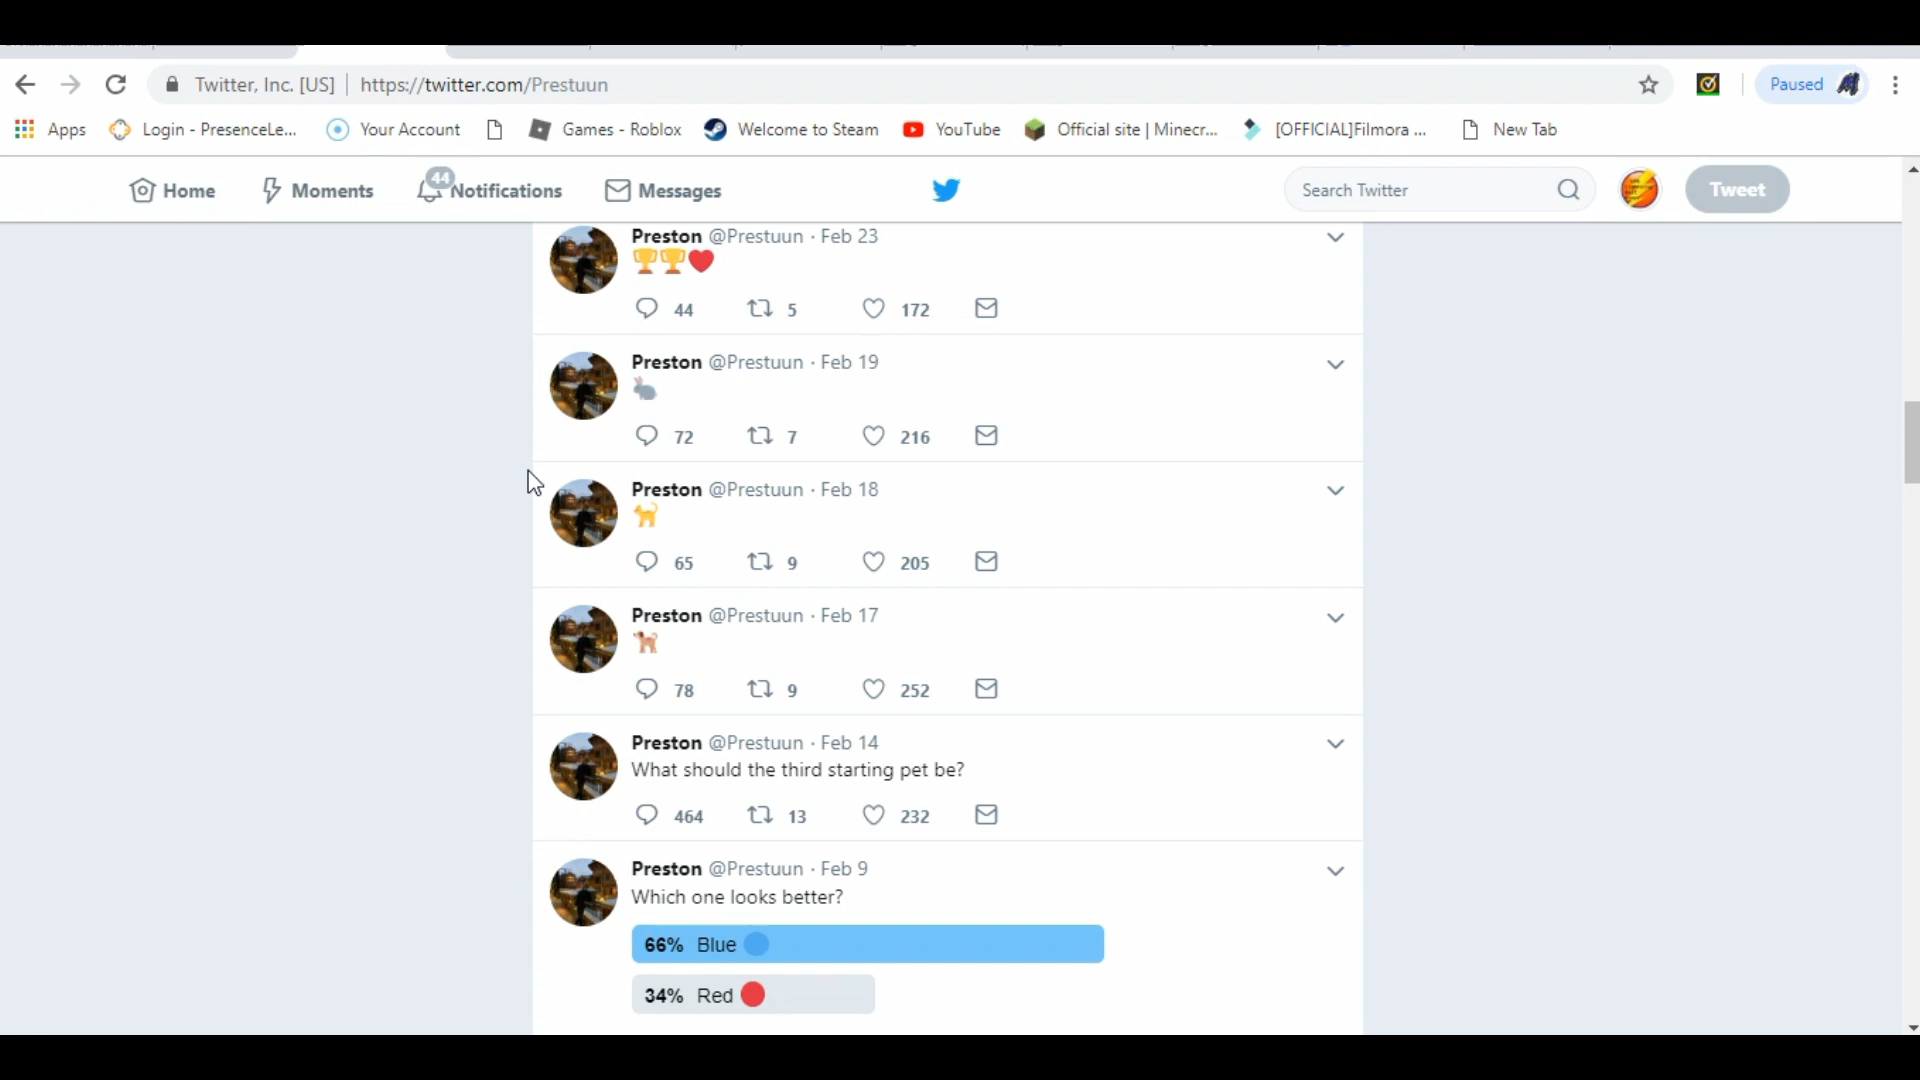 Twitter, Inc. [US] | https://twitter.com/Prestuun
Paused
Apps Login - PresenceLe... Your Account Games - Roblox Welcome to Steam YouTube Official site | Minecr... [OFFICIAL]Filmora ... New Tab
Home Moments 44 Notifications Messages Search Twitter Tweet
Preston @Prestuun · Feb 23
🏆🏆❤️
44 5 172
Preston @Prestuun · Feb 19
🐇
72 7 216
Preston @Prestuun · Feb 18
🐈
65 9 205
Preston @Prestuun · Feb 17
🐕
78 9 252
Preston @Prestuun · Feb 14
What should the third starting pet be?
464 13 232
Preston @Prestuun · Feb 9
Which one looks better?
66% Blue 🔵
34% Red 🔴